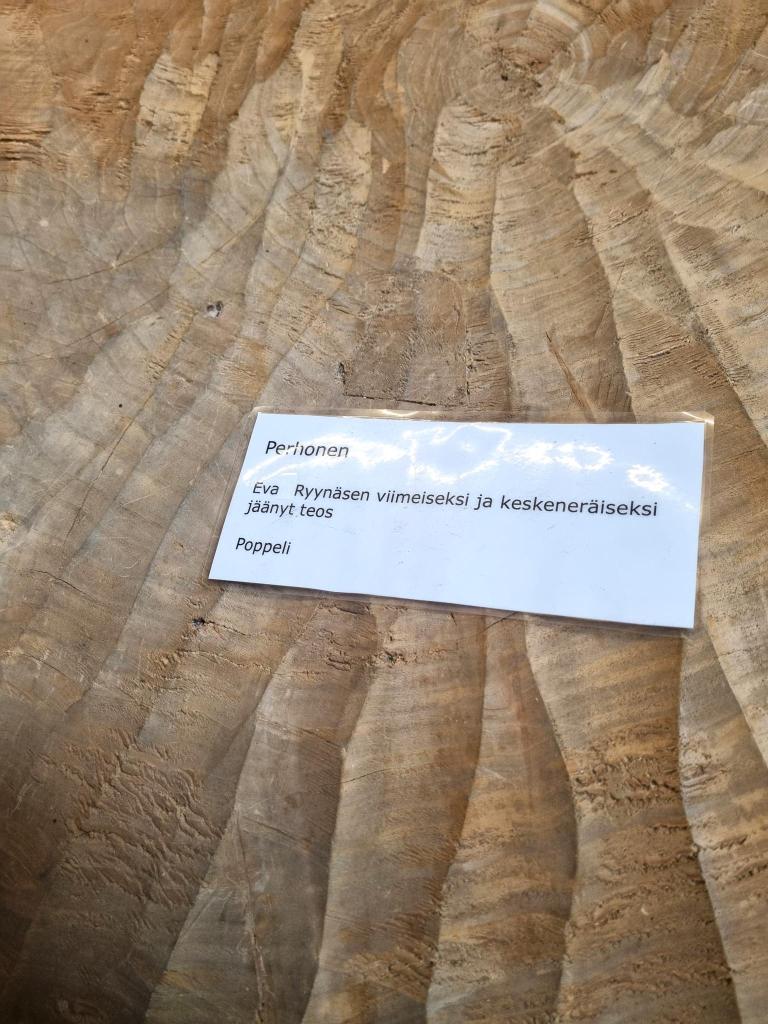 Perhonen
Eva Ryynäsen viimeiseksi ja keskeneräiseksi
jäänyt teos
Poppeli